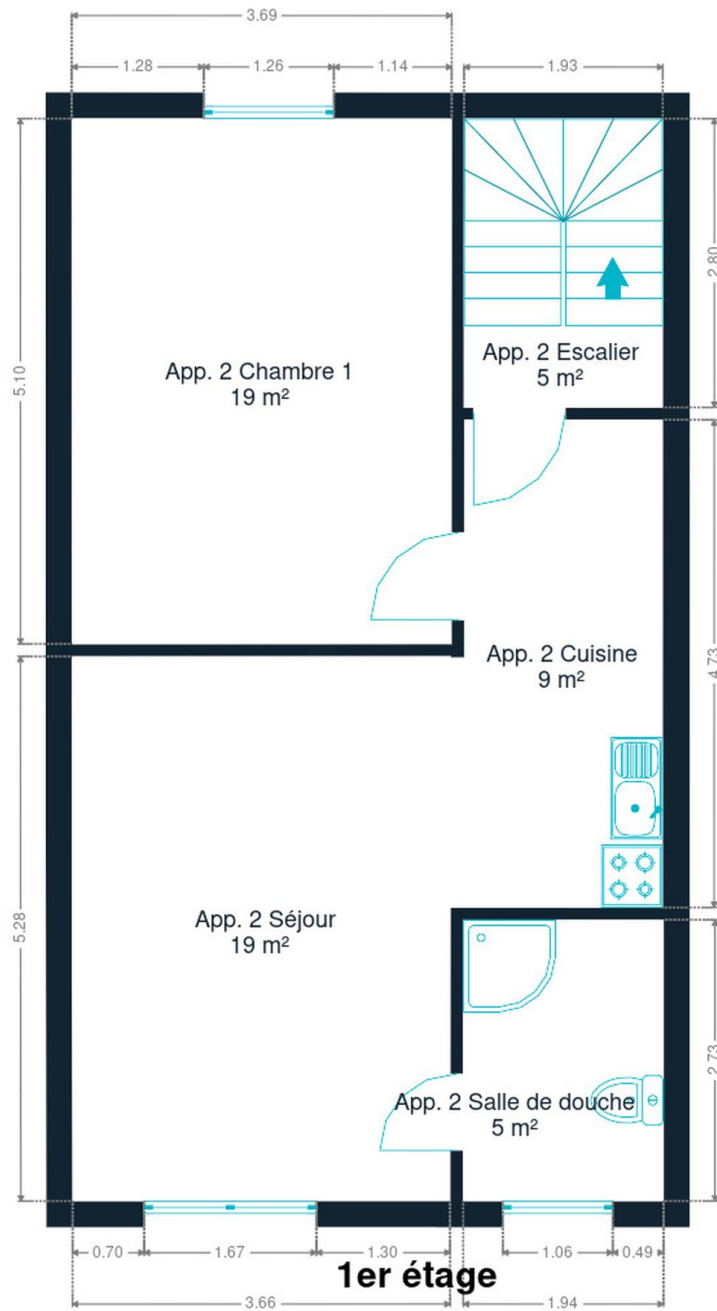 3.69
1.28
1.26
1.14
1.93
5.10
2.80
App. 2 Escalier
5 m²
App. 2 Chambre 1
19 m²
App. 2 Cuisine
9 m²
4.73
5.28
App. 2 Séjour
19 m²
2.73
App. 2 Salle de douche
5 m²
0.70
1.67
1.30
1.06
0.49
1er étage
3.66
1.94